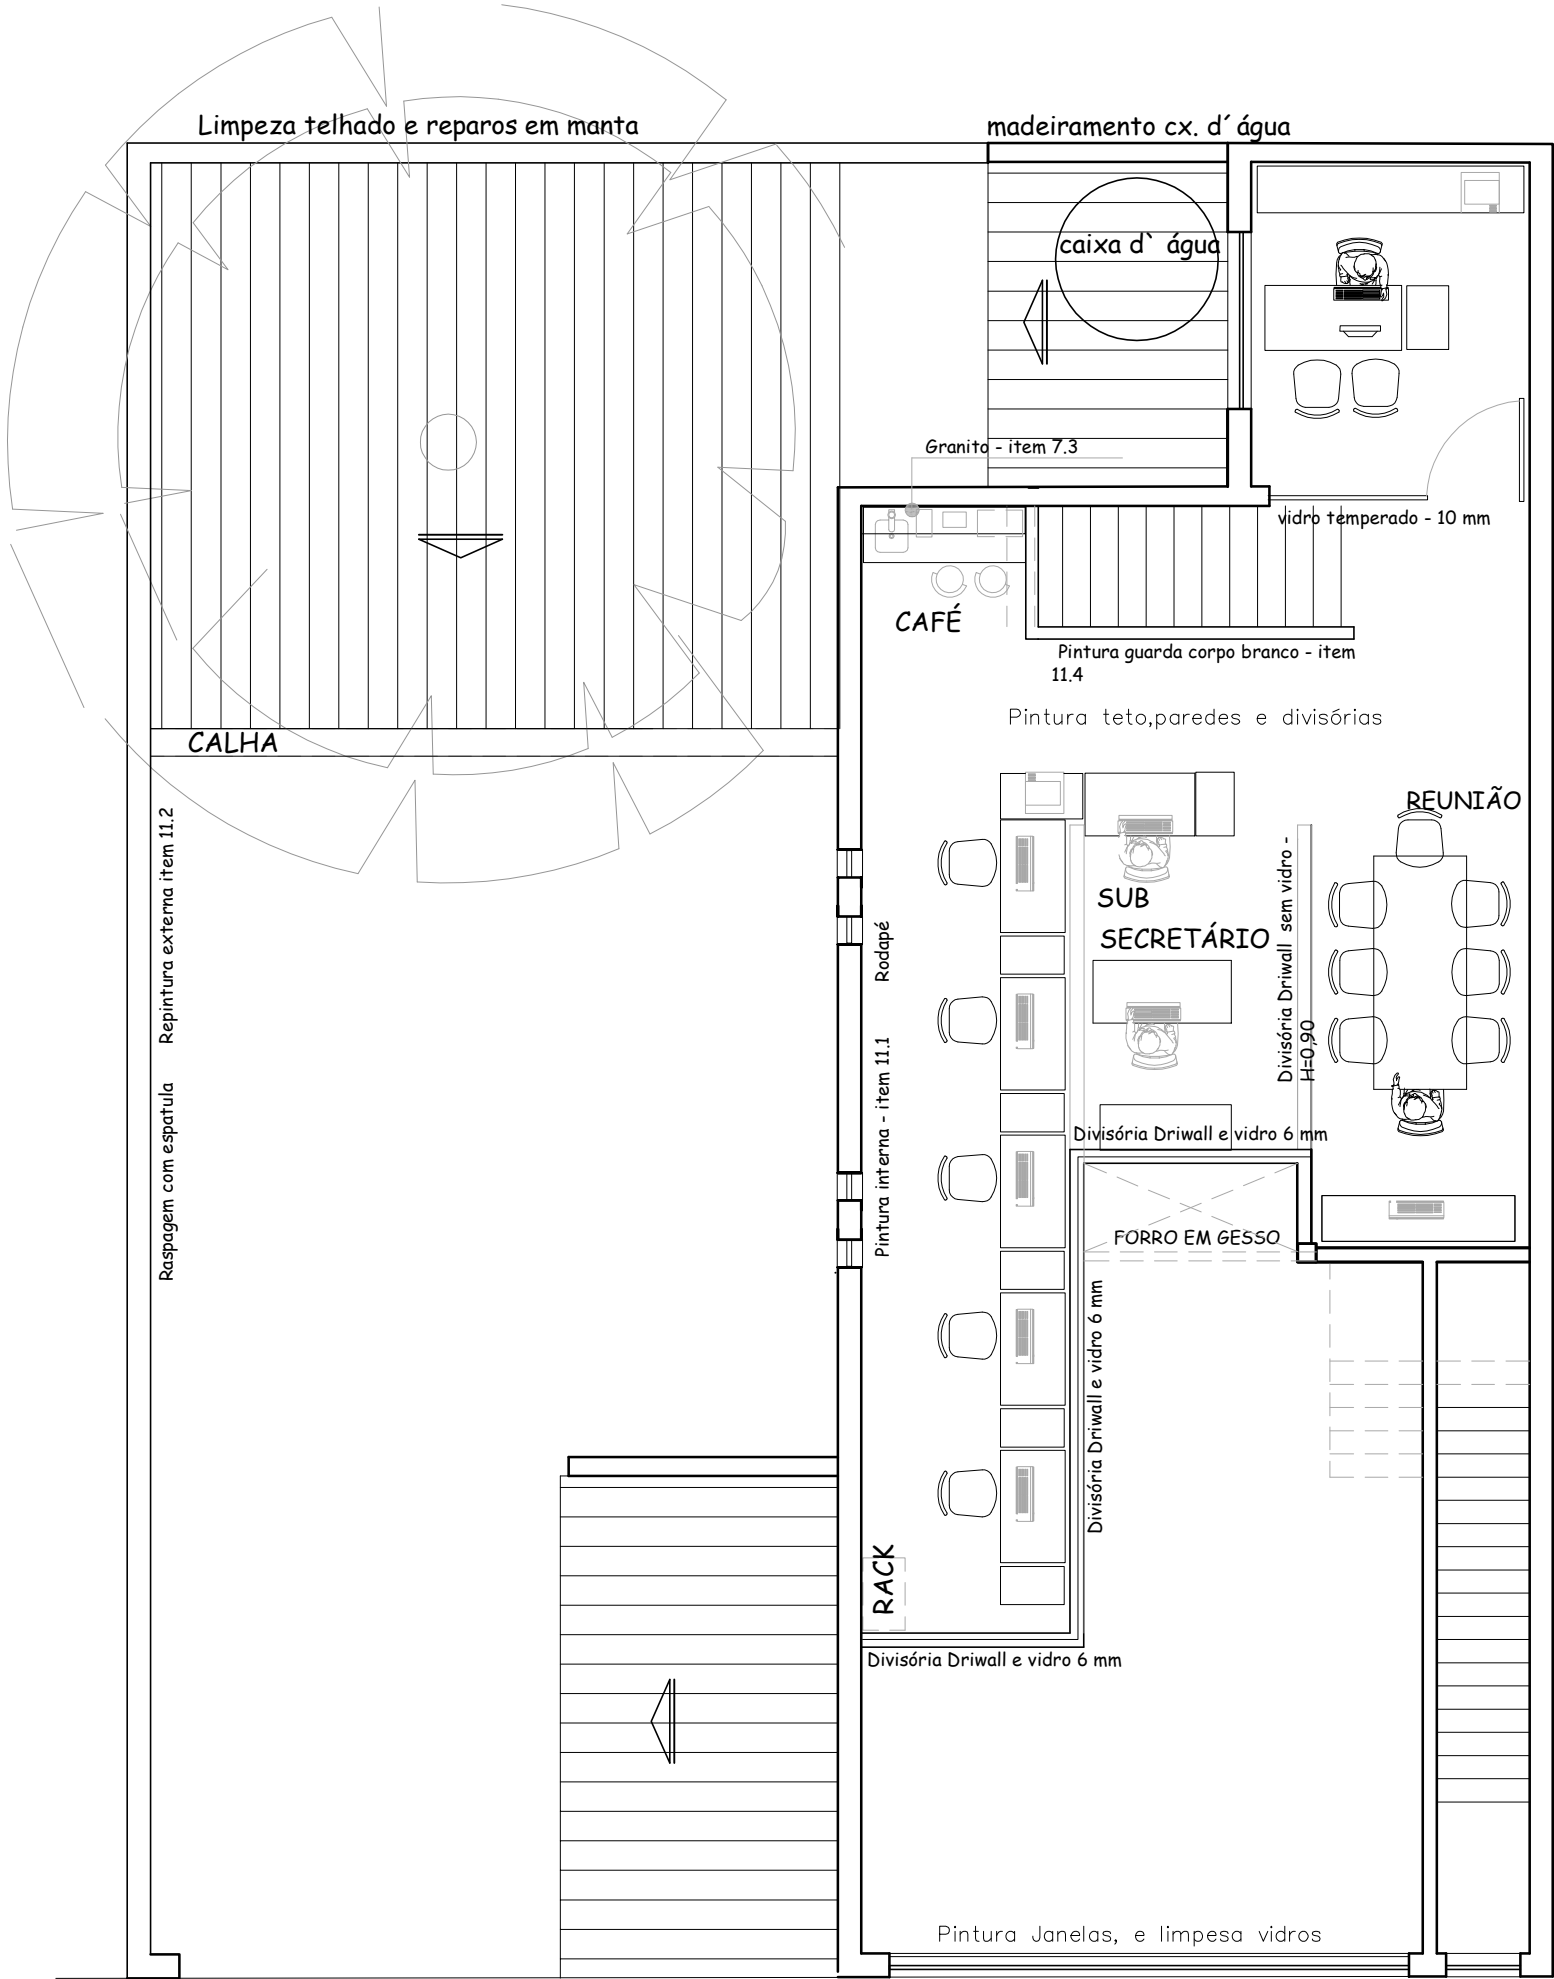 Limpeza telhado e reparos em manta
madeiramento cx. d´água
caixa d` água
Granito - item 7.3
vidro temperado - 10 mm
CAFÉ
Pintura guarda corpo branco - item
11.4
Pintura teto,paredes e divisórias
CALHA
REUNIÃO
Repintura externa item 11.2
Raspagem com espatula
Rodapé
Pintura interna - item 11.1
SUB
SECRETÁRIO
Divisória Driwall sem vidro -
H=0,90
Divisória Driwall e vidro 6 mm
FORRO EM GESSO
Divisória Driwall e vidro 6 mm
RACK
Divisória Driwall e vidro 6 mm
Pintura Janelas, e limpesa vidros